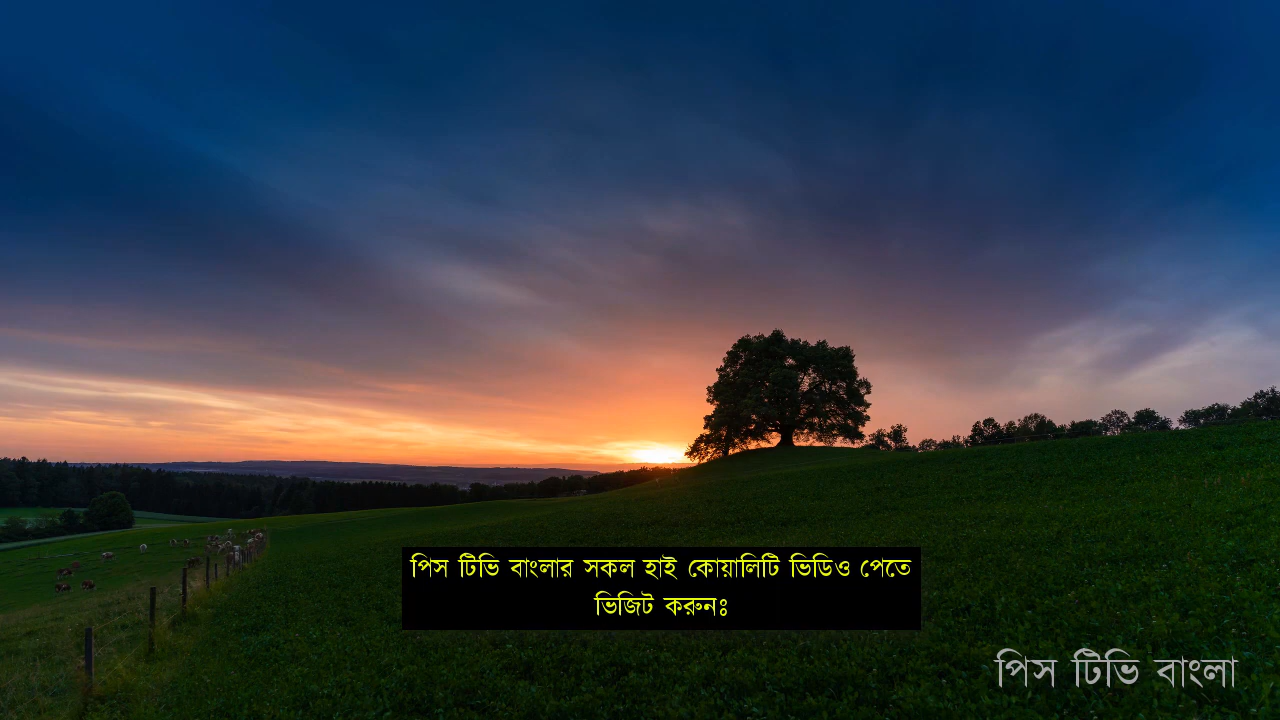 পিস টিভি বাংলার সকল হাই কোয়ালিটি ভিডিও পেতে
ভিজিট করুনঃ
পিস টিভি বাংলা